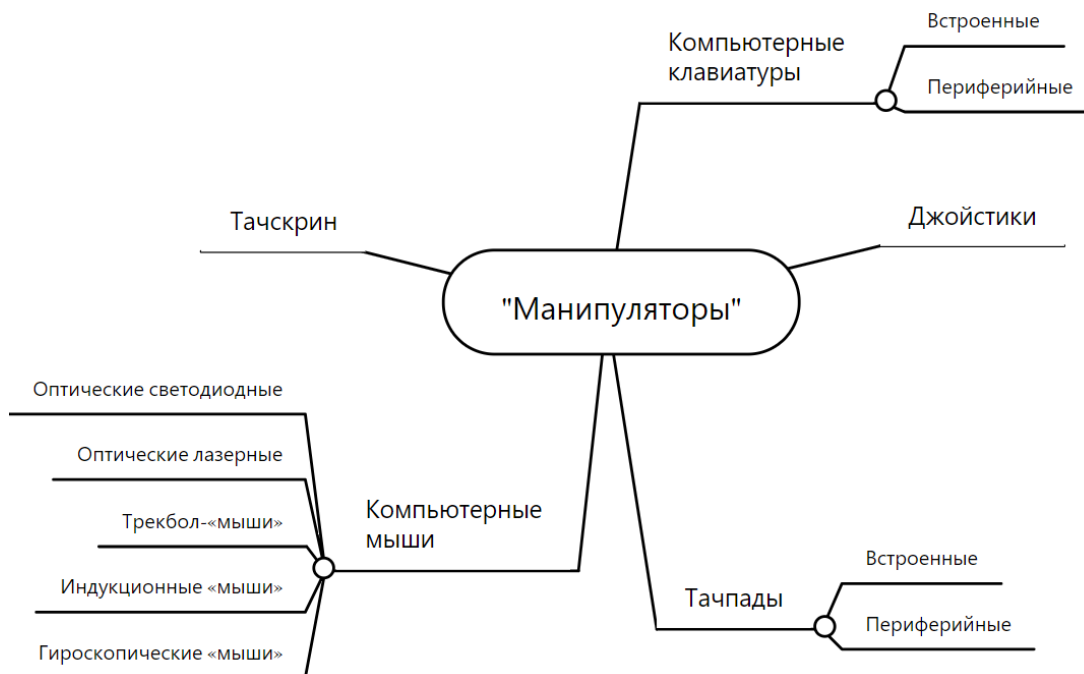 Компьютерные
клавиатуры
Встроенные
Периферийные
Тачскрин
Джойстики
"Манипуляторы"
Оптические светодиодные
Оптические лазерные
Трекбол-«мыши»
Индукционные «мыши»
Гироскопические «мыши»
Компьютерные
мыши
Тачпады
Встроенные
Периферийные